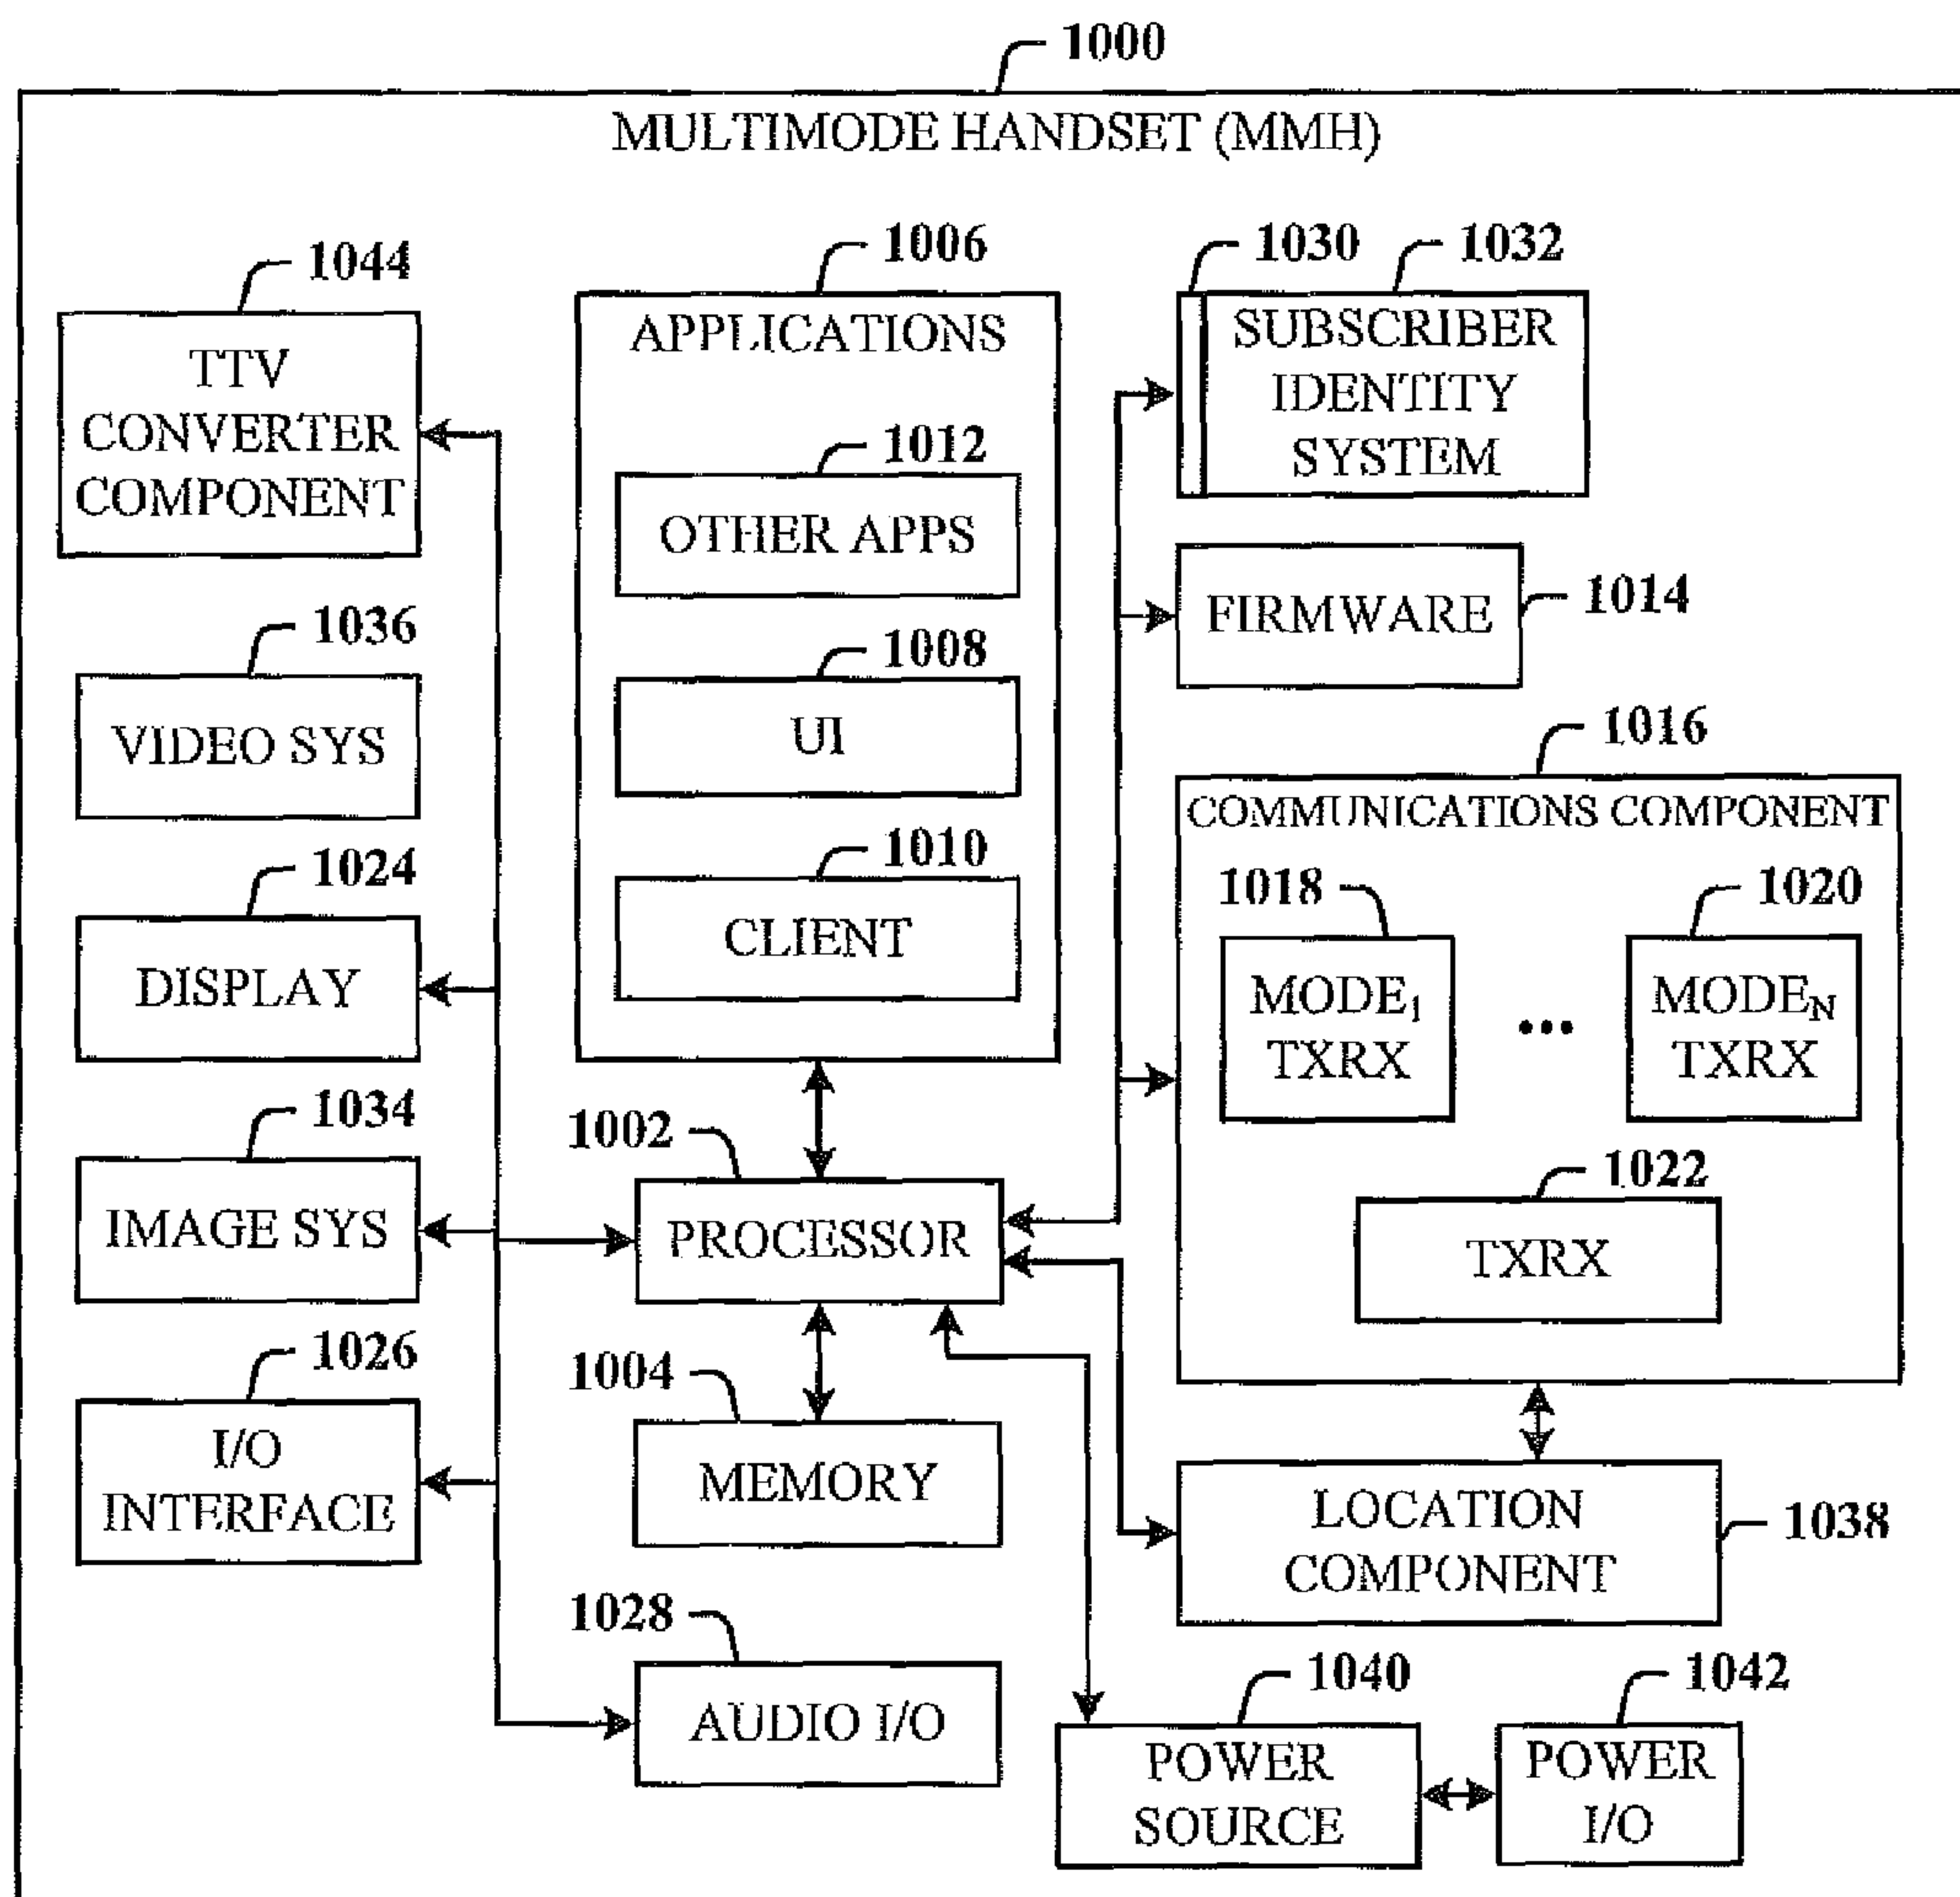 1000
MULTIMODE HANDSET (MMH)
1044
TTV
CONVERTER
COMPONENT
1036
VIDEO SYS
1024
DISPLAY
1034
IMAGE SYS
1026
I/O
INTERFACE
1006
APPLICATIONS
1012
OTHER APPS
1008
UI
1010
CLIENT
1002
PROCESSOR
1004
MEMORY
1028
AUDIO I/O
1030
1032
SUBSCRIBER
IDENTITY
SYSTEM
FIRMWARE
1014
1016
COMMUNICATIONS COMPONENT
1018
MODE1
TXRX
...
1020
MODEN
TXRX
1022
TXRX
LOCATION
COMPONENT
1038
1040
POWER
SOURCE
1042
POWER
I/O